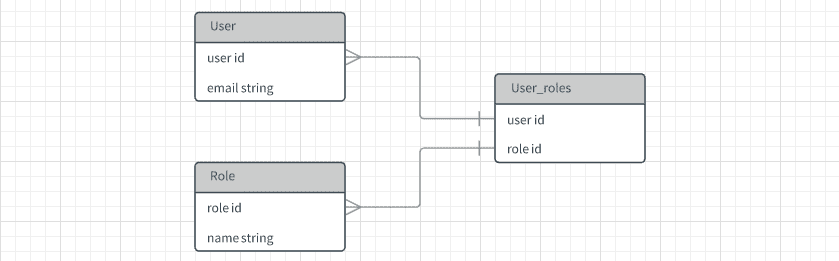 User
user id
email string
User_roles
user id
role id
Role
role id
name string